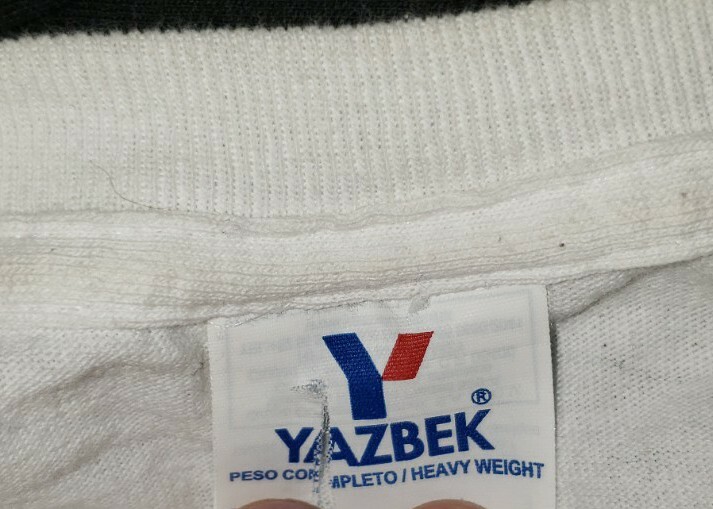 YAZBEK®
PESO COMPLETO / HEAVY WEIGHT